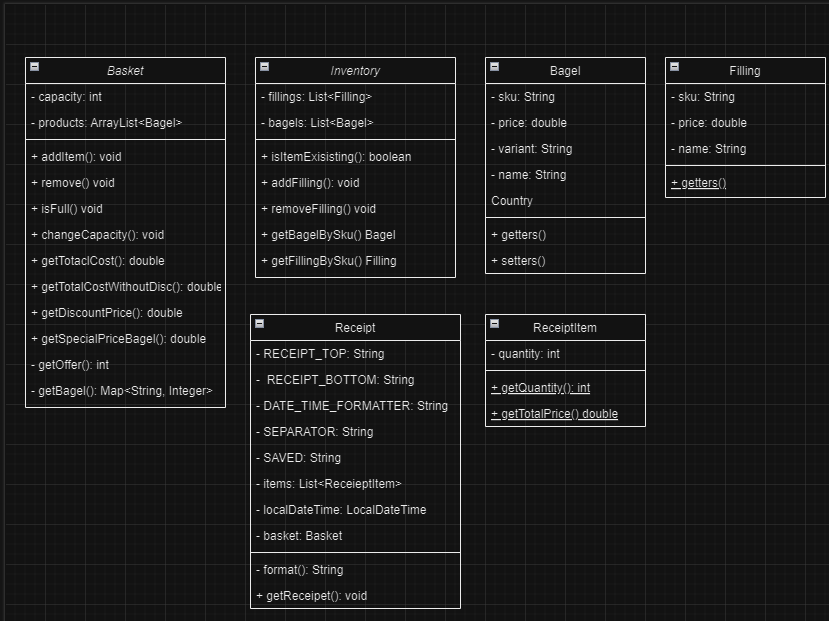 Basket
- capacity: int
- products: ArrayList<Bagel>
+ addItem(): void
+ remove() void
+ isFull() void
+ changeCapacity(): void
+ getTotaclCost(): double
+ getTotalCostWithoutDisc(): double
+ getDiscountPrice(): double
+ getSpecialPriceBagel(): double
- getOffer(): int
- getBagel(): Map<String, Integer>
Inventory
- fillings: List<Filling>
- bagels: List<Bagel>
+ isItemExisisting(): boolean
+ addFilling(): void
+ removeFilling() void
+ getBagelBySku() Bagel
+ getFillingBySku() Filling
Bagel
- sku: String
- price: double
- variant: String
- name: String
Country
+ getters()
+ setters()
Filling
- sku: String
- price: double
- name: String
+ getters()
Receipt
- RECEIPT_TOP: String
- RECEIPT_BOTTOM: String
- DATE_TIME_FORMATTER: String
- SEPARATOR: String
- SAVED: String
- items: List<ReceieptItem>
- localDateTime: LocalDateTime
- basket: Basket
- format(): String
+ getReceipet(): void
ReceiptItem
- quantity: int
+ getQuantity(): int
+ getTotalPrice() double